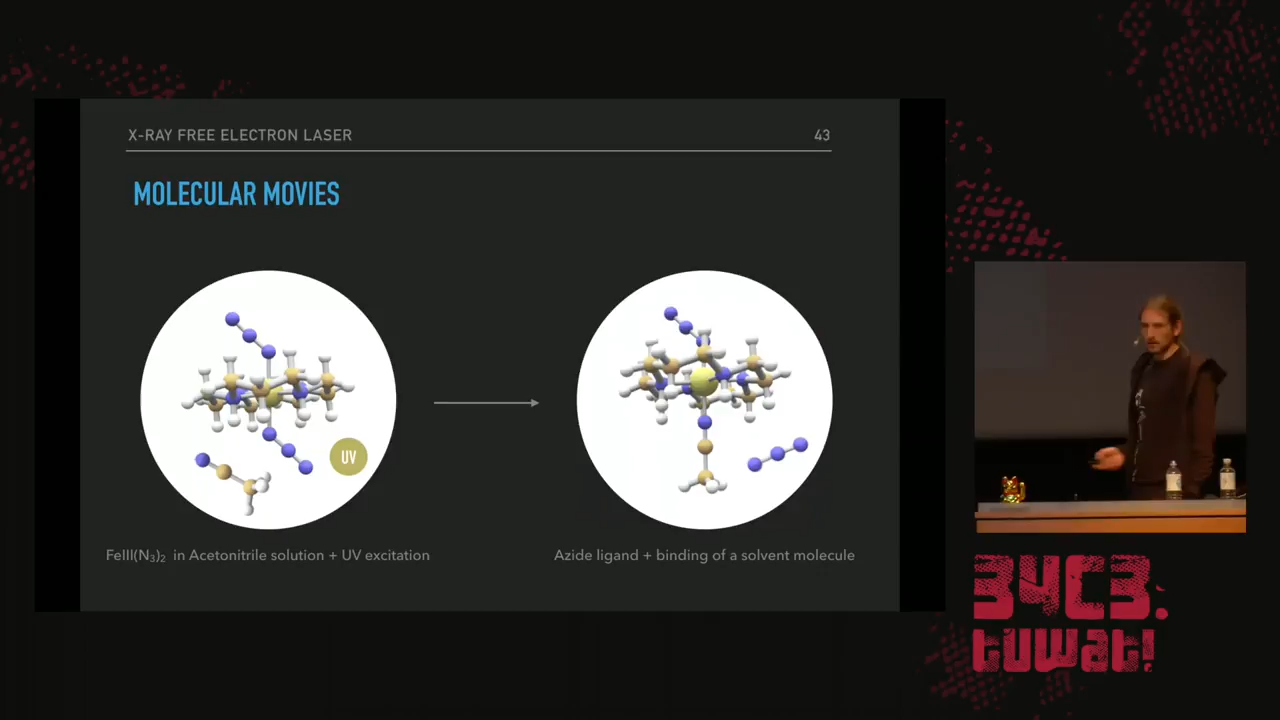 X-RAY FREE ELECTRON LASER 43
MOLECULAR MOVIES
UV
FeIII(N₃)₂ in Acetonitrile solution + UV excitation
Azide ligand + binding of a solvent molecule
34C3.
tuwat!